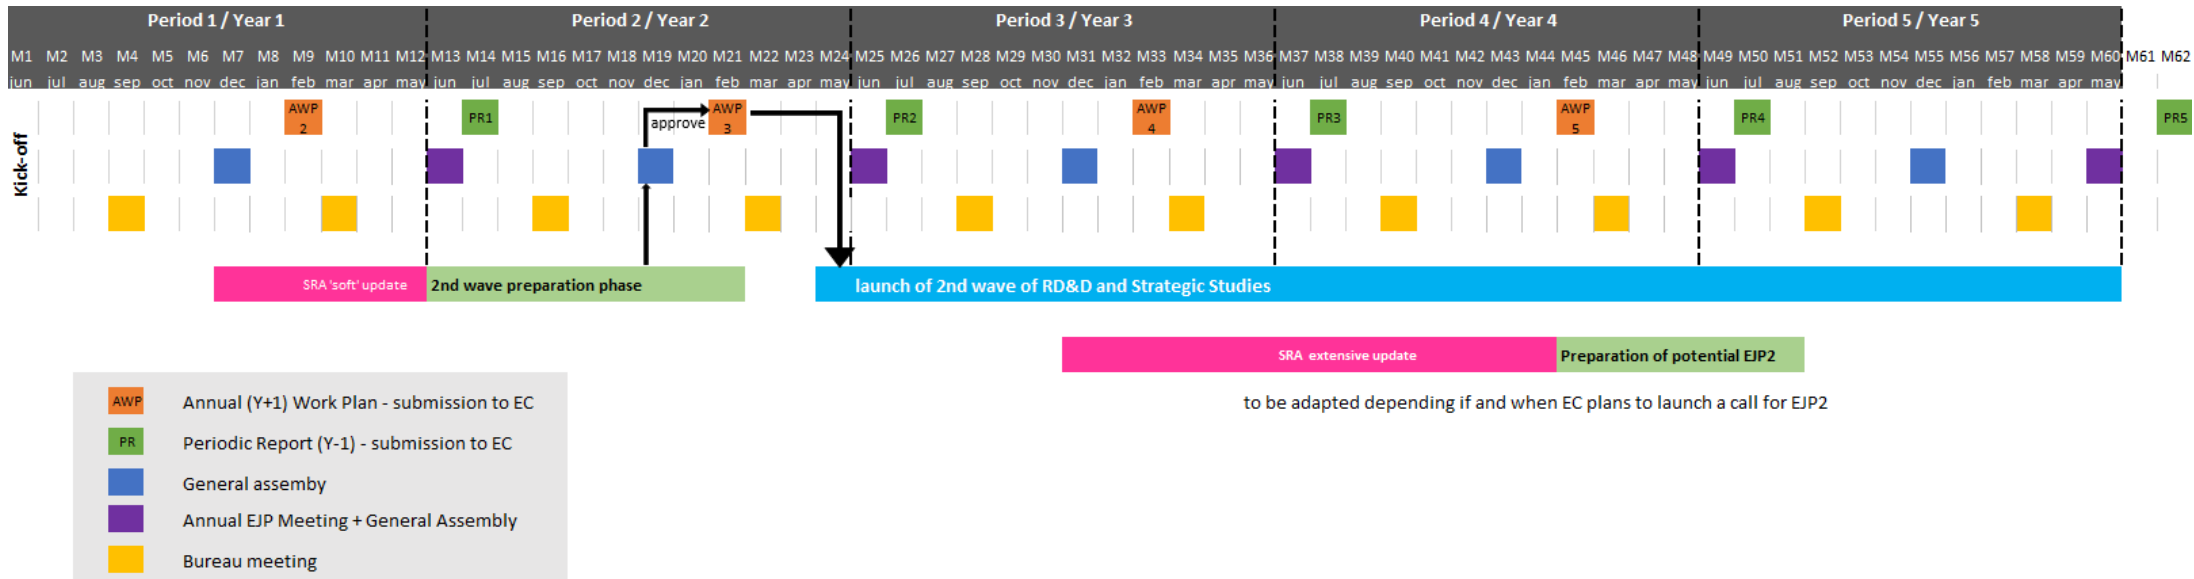 Period 1 / Year 1 Period 2 / Year 2 Period 3 / Year 3 Period 4 / Year 4 Period 5 / Year 5
M1 M2 M3 M4 M5 M6 M7 M8 M9 M10 M11 M12 M13 M14 M15 M16 M17 M18 M19 M20 M21 M22 M23 M24 M25 M26 M27 M28 M29 M30 M31 M32 M33 M34 M35 M36 M37 M38 M39 M40 M41 M42 M43 M44 M45 M46 M47 M48 M49 M50 M51 M52 M53 M54 M55 M56 M57 M58 M59 M60 M61 M62
jun jul aug sep oct nov dec jan feb mar apr may jun jul aug sep oct nov dec jan feb mar apr may jun jul aug sep oct nov dec jan feb mar apr may jun jul aug sep oct nov dec jan feb mar apr may jun jul aug sep oct nov dec jan feb mar apr may
Kick-off
AWP 2
PR1
approve
AWP 3
PR2
AWP 4
PR3
AWP 5
PR4
PR5
SRA 'soft' update
2nd wave preparation phase
launch of 2nd wave of RD&D and Strategic Studies
SRA extensive update
Preparation of potential EJP2
to be adapted depending if and when EC plans to launch a call for EJP2
AWP Annual (Y+1) Work Plan - submission to EC
PR Periodic Report (Y-1) - submission to EC
General assemby
Annual EJP Meeting + General Assembly
Bureau meeting